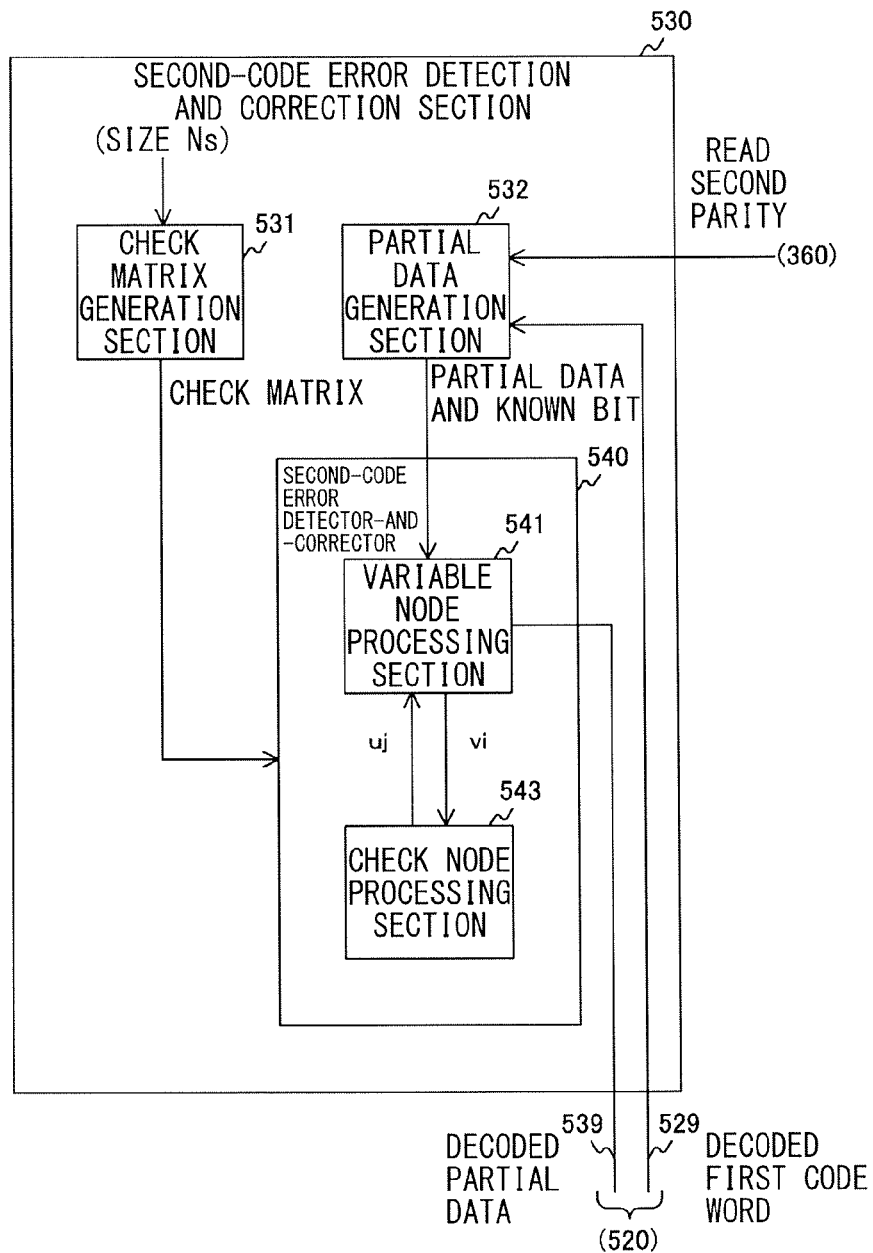 530
SECOND-CODE ERROR DETECTION
AND CORRECTION SECTION
(SIZE Ns)
READ
SECOND
PARITY
(360)
531
CHECK
MATRIX
GENERATION
SECTION
532
PARTIAL
DATA
GENERATION
SECTION
CHECK MATRIX
PARTIAL DATA
AND KNOWN BIT
540
SECOND-CODE
ERROR
DETECTOR-AND
-CORRECTOR
541
VARIABLE
NODE
PROCESSING
SECTION
uj
vi
543
CHECK NODE
PROCESSING
SECTION
DECODED
PARTIAL
DATA
539
529
DECODED
FIRST CODE
WORD
(520)